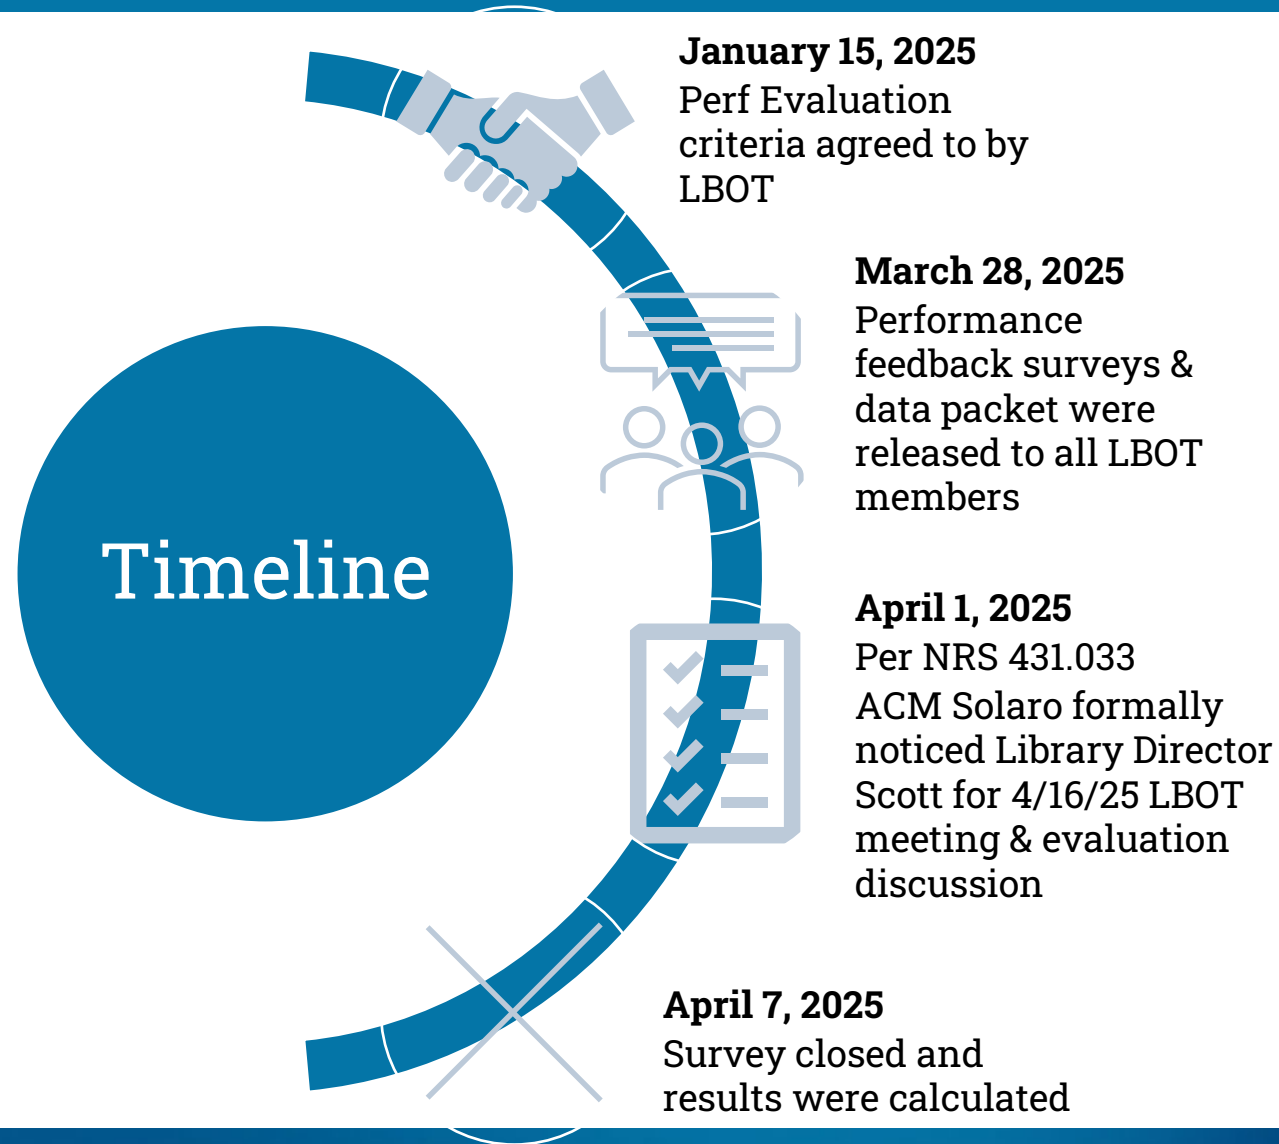 Timeline
January 15, 2025
Perf Evaluation
criteria agreed to by
LBOT
March 28, 2025
Performance
feedback surveys &
data packet were
released to all LBOT
members
April 1, 2025
Per NRS 431.033
ACM Solaro formally
noticed Library Director
Scott for 4/16/25 LBOT
meeting & evaluation
discussion
April 7, 2025
Survey closed and
results were calculated